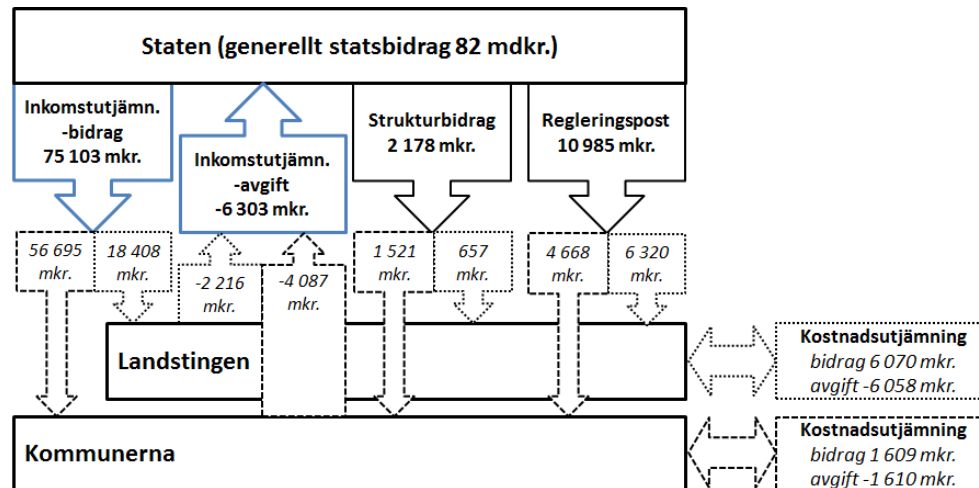 Staten (generellt statsbidrag 82 mdkr.)
Inkomstutjämn.
-bidrag
75 103 mkr.
Inkomstutjämn.
-avgift
-6 303 mkr.
Strukturbidrag
2 178 mkr.
Regleringspost
10 985 mkr.
56 695
mkr.
18 408
mkr.
-2 216
mkr.
-4 087
mkr.
1 521
mkr.
657
mkr.
4 668
mkr.
6 320
mkr.
Landstingen
Kostnadsutjämning
bidrag 6 070 mkr.
avgift -6 058 mkr.
Kommunerna
Kostnadsutjämning
bidrag 1 609 mkr.
avgift -1 610 mkr.